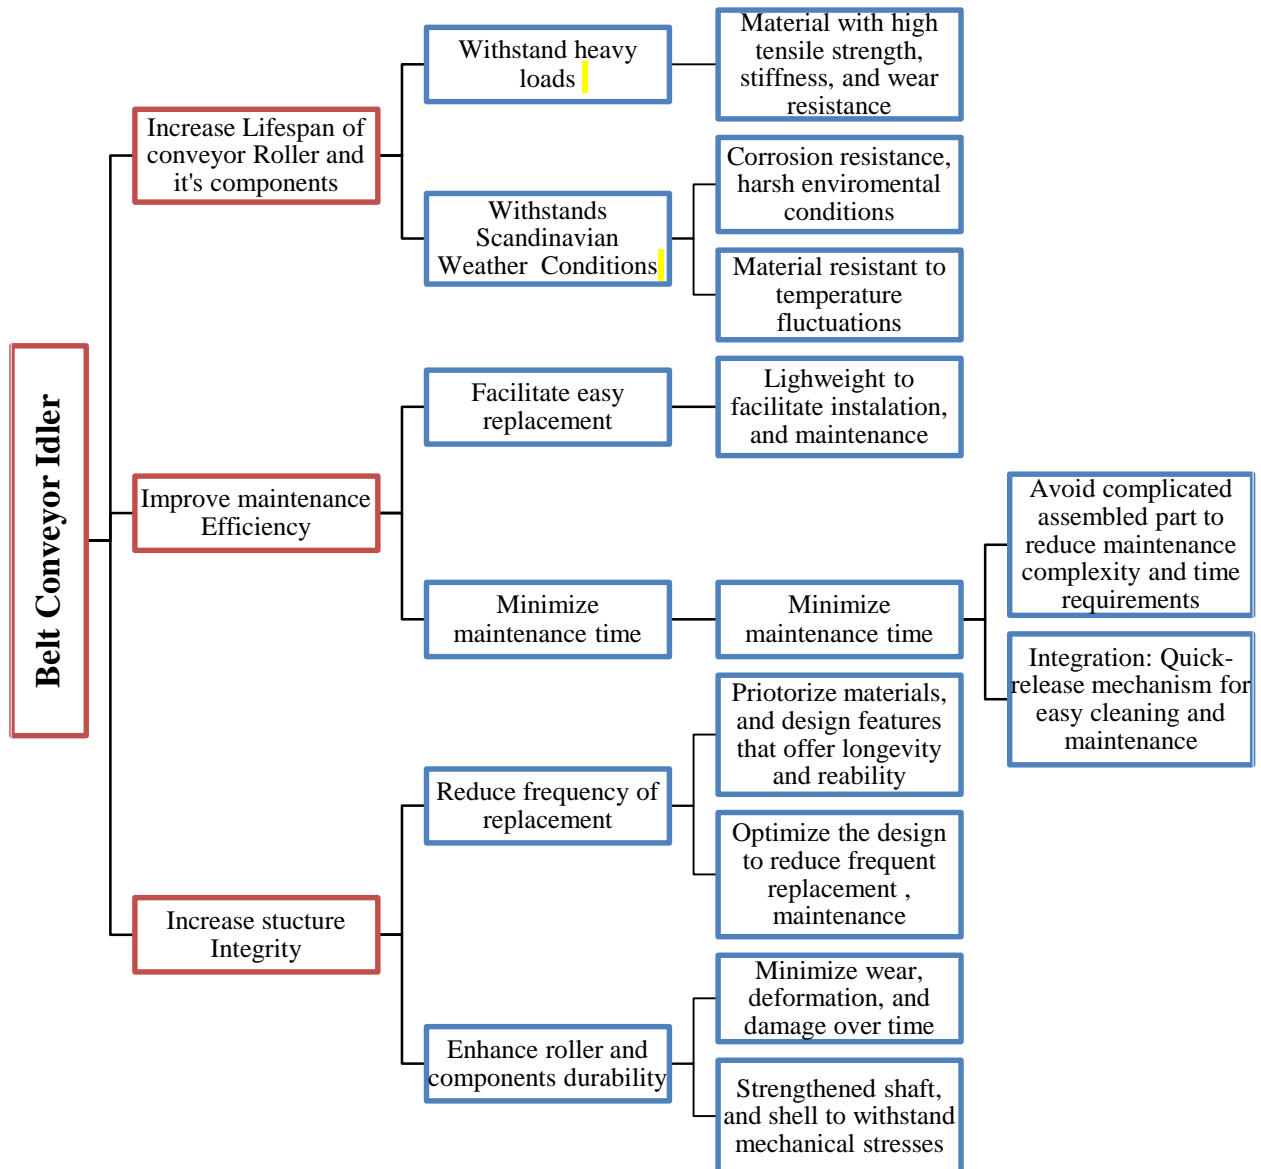 Belt Conveyor Idler
Increase Lifespan of
conveyor Roller and
it's components
Withstand heavy
loads
Material with high
tensile strength,
stiffness, and wear
resistance
Withstands
Scandinavian
Weather Conditions
Corrosion resistance,
harsh enviromental
conditions
Material resistant to
temperature
fluctuations
Improve maintenance
Efficiency
Facilitate easy
replacement
Lighweight to
facilitate instalation,
and maintenance
Minimize
maintenance time
Minimize
maintenance time
Avoid complicated
assembled part to
reduce maintenance
complexity and time
requirements
Integration: Quick-
release mechanism for
easy cleaning and
maintenance
Increase stucture
Integrity
Reduce frequency of
replacement
Priotorize materials,
and design features
that offer longevity
and reability
Optimize the design
to reduce frequent
replacement ,
maintenance
Enhance roller and
components durability
Minimize wear,
deformation, and
damage over time
Strengthened shaft,
and shell to withstand
mechanical stresses